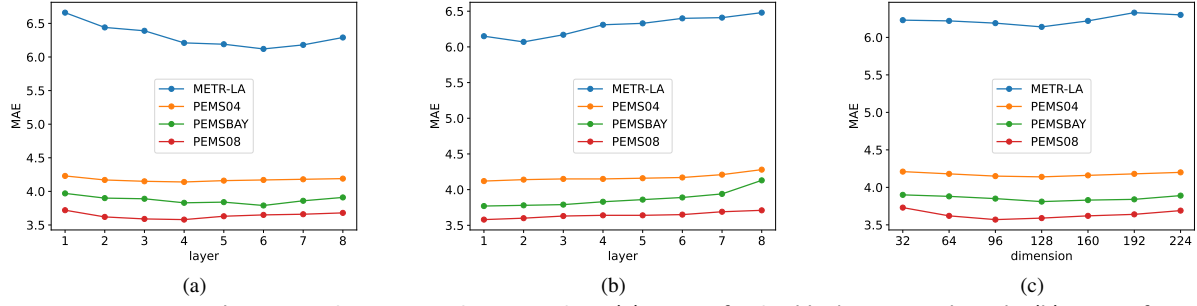 6.5
6.0
5.5
5.0
4.5
4.0
3.5
MAE
METR-LA
PEMS04
PEMSBAY
PEMS08
1 2 3 4 5 6 7 8
layer
(a)
6.5
6.0
5.5
5.0
4.5
4.0
3.5
MAE
METR-LA
PEMS04
PEMSBAY
PEMS08
1 2 3 4 5 6 7 8
layer
(b)
6.0
5.5
5.0
4.5
4.0
3.5
MAE
METR-LA
PEMS04
PEMSBAY
PEMS08
32 64 96 128 160 192 224
dimension
(c)